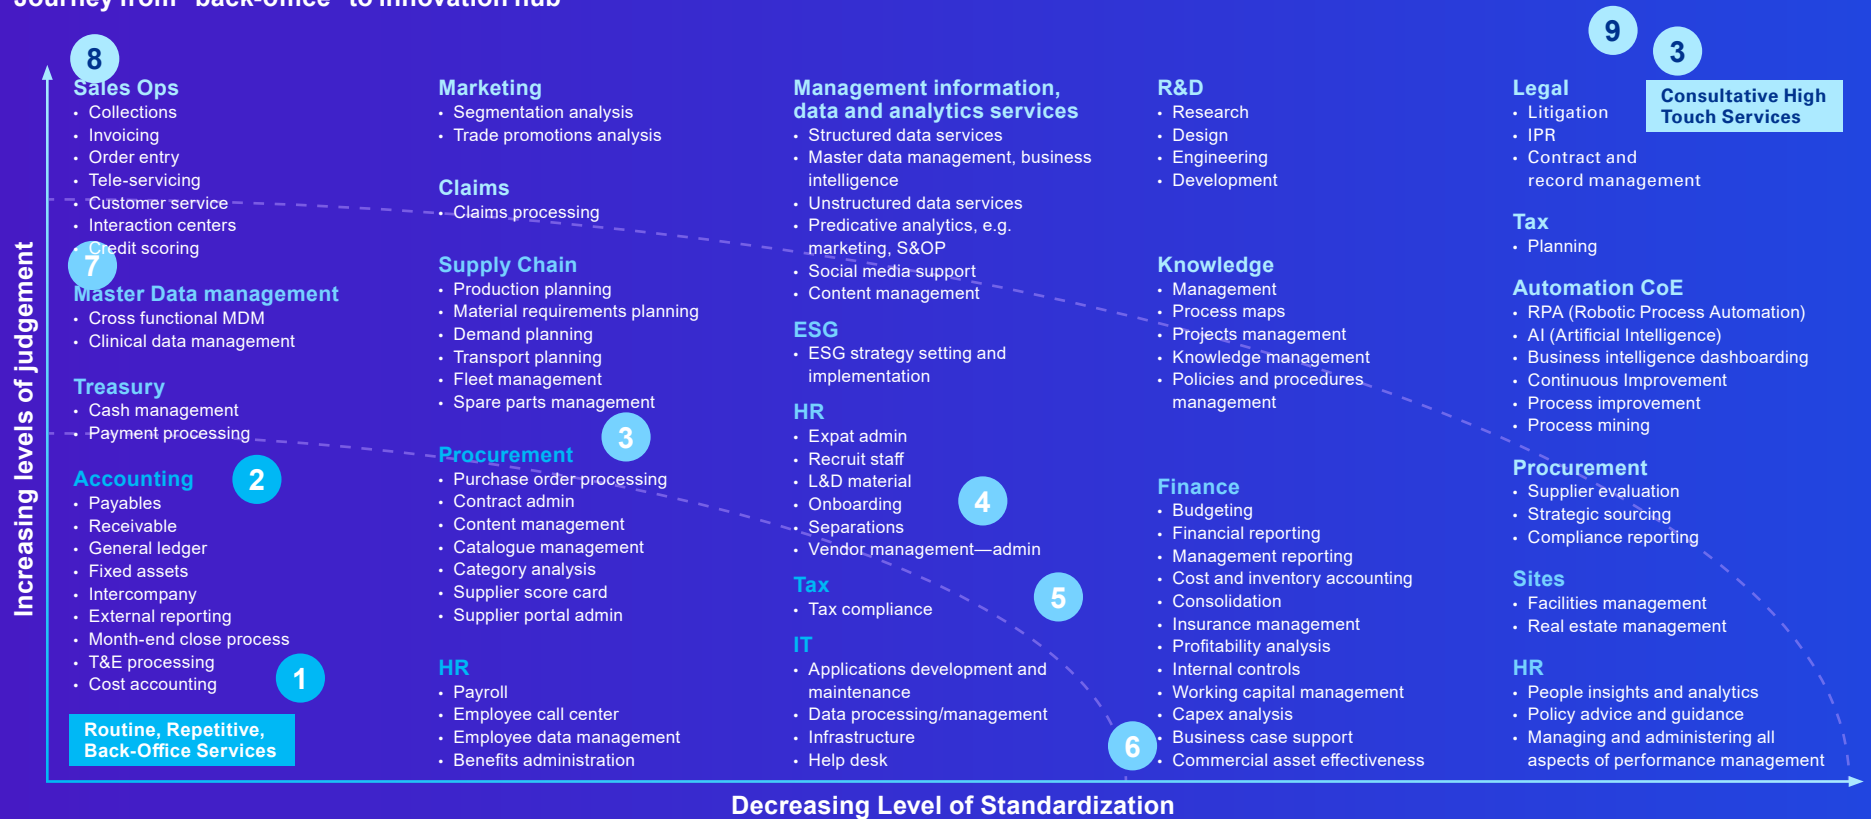 Journey from "back-office" to innovation hub
8
Sales Ops
• Collections
• Invoicing
• Order entry
• Tele-servicing
• Customer service
• Interaction centers
• Credit scoring
7
Master Data management
• Cross functional MDM
• Clinical data management
Treasury
• Cash management
• Payment processing
2
Accounting
• Payables
• Receivable
• General ledger
• Fixed assets
• Intercompany
• External reporting
• Month-end close process
• T&E processing
• Cost accounting
1
Routine, Repetitive,
Back-Office Services
Marketing
• Segmentation analysis
• Trade promotions analysis
Claims
• Claims processing
Supply Chain
• Production planning
• Material requirements planning
• Demand planning
• Transport planning
• Fleet management
• Spare parts management
3
Procurement
• Purchase order processing
• Contract admin
• Content management
• Catalogue management
• Category analysis
• Supplier score card
• Supplier portal admin
HR
• Payroll
• Employee call center
• Employee data management
• Benefits administration
Management information,
data and analytics services
• Structured data services
• Master data management, business
intelligence
• Unstructured data services
• Predicative analytics, e.g.
marketing, S&OP
• Social media support
• Content management
ESG
• ESG strategy setting and
implementation
HR
• Expat admin
• Recruit staff
• L&D material
• Onboarding
• Separations
• Vendor management—admin
4
Tax
• Tax compliance
5
IT
• Applications development and
maintenance
• Data processing/management
• Infrastructure
• Help desk
6
R&D
• Research
• Design
• Engineering
• Development
Knowledge
• Management
• Process maps
• Projects management
• Knowledge management
• Policies and procedures
management
Finance
• Budgeting
• Financial reporting
• Management reporting
• Cost and inventory accounting
• Consolidation
• Insurance management
• Profitability analysis
• Internal controls
• Working capital management
• Capex analysis
• Business case support
• Commercial asset effectiveness
9
3
Consultative High
Touch Services
Legal
• Litigation
• IPR
• Contract and
record management
Tax
• Planning
Automation CoE
• RPA (Robotic Process Automation)
• AI (Artificial Intelligence)
• Business intelligence dashboarding
• Continuous Improvement
• Process improvement
• Process mining
Procurement
• Supplier evaluation
• Strategic sourcing
• Compliance reporting
Sites
• Facilities management
• Real estate management
HR
• People insights and analytics
• Policy advice and guidance
• Managing and administering all
aspects of performance management
Increasing levels of judgement
Decreasing Level of Standardization